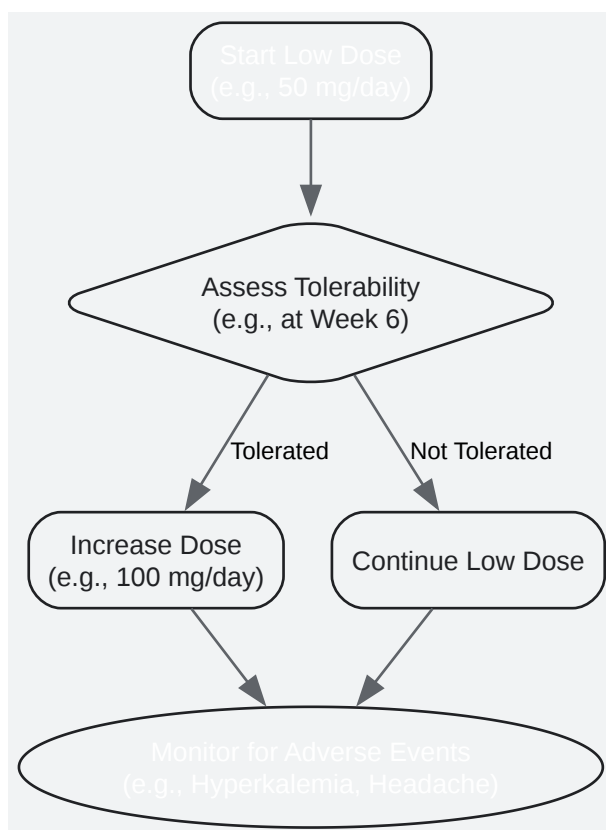 Start Low Dose
(e.g., 50 mg/day)
Assess Tolerability
(e.g., at Week 6)
Tolerated
Not Tolerated
Increase Dose
(e.g., 100 mg/day)
Continue Low Dose
Monitor for Adverse Events
(e.g., Hyperkalemia, Headache)